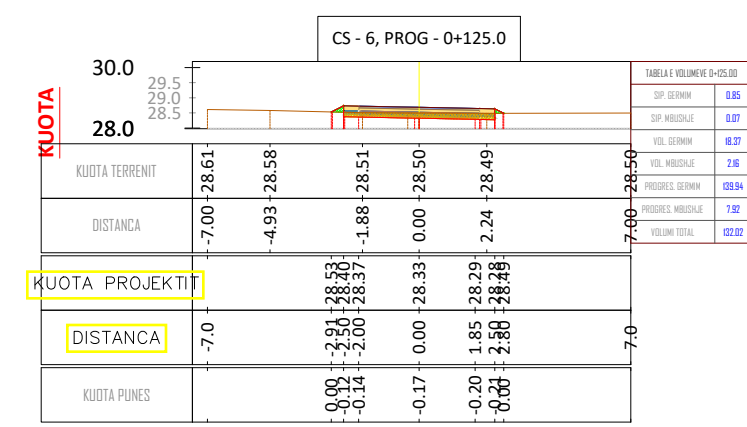 CS - 6, PROG - 0+125.0
KUOTA
30.0
29.5
29.0
28.5
28.0
TABELA E VOLUMEVE 0+125.00
SIP. GERMIM 0.85
SIP. MBUSHJE 0.07
VOL. GERMIM 18.37
VOL. MBUSHJE 2.16
PROGRES. GERMIM 139.94
PROGRES. MBUSHJE 7.92
VOLUMI TOTAL 132.02
KUOTA TERRENIT 28.61 28.58 28.51 28.50 28.49 28.50
DISTANCA -7.00 -4.93 -1.88 0.00 2.24 7.00
KUOTA PROJEKTIT 28.53 28.40 28.37 28.33 28.29 28.28 28.49
DISTANCA -7.0 -2.91 -2.50 -2.00 0.00 1.85 2.50 2.80 7.0
KUOTA PUNES 0.00 -0.12 -0.14 -0.17 -0.20 -0.21 0.00